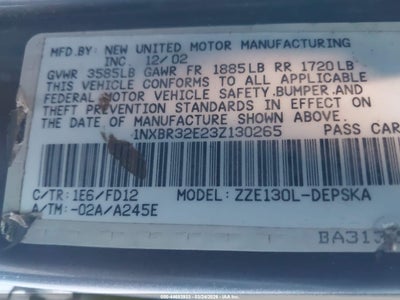 MFD.BY: NEW UNITED MOTOR MANUFACTURING
INC. 12/02
GVWR 3585LB GAWR FR 1885LB RR 1720LB
THIS VEHICLE CONFORMS TO ALL APPLICABLE
FEDERAL MOTOR VEHICLE SAFETY,BUMPER,AND
THEFT PREVENTION STANDARDS IN EFFECT ON
THE DATE OF MANUFACTURE SHOWN ABOVE.
1NXBR32E23Z130265 PASS CAR
C/TR: 1E6/FD12 MODEL: ZZE130L-DEPSKA
A/TM: -02A/A245E